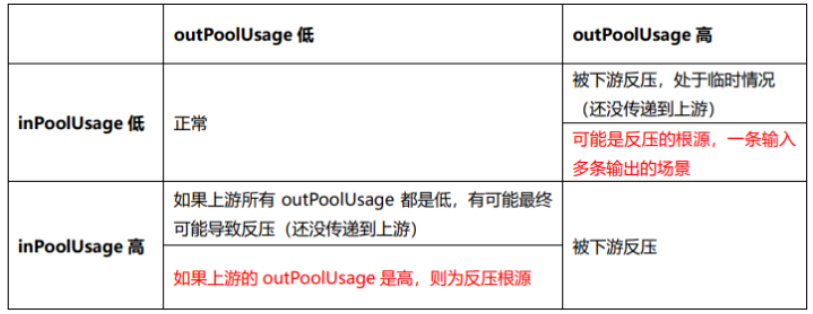 outPoolUsage 低
outPoolUsage 高
inPoolUsage 低
正常
被下游反压，处于临时情况
（还没传递到上游）
可能是反压的根源，一条输入
多条输出的场景
inPoolUsage 高
如果上游所有 outPoolUsage 都是低，有可能最终
可能导致反压（还没传递到上游）
如果上游的 outPoolUsage 是高，则为反压根源
被下游反压